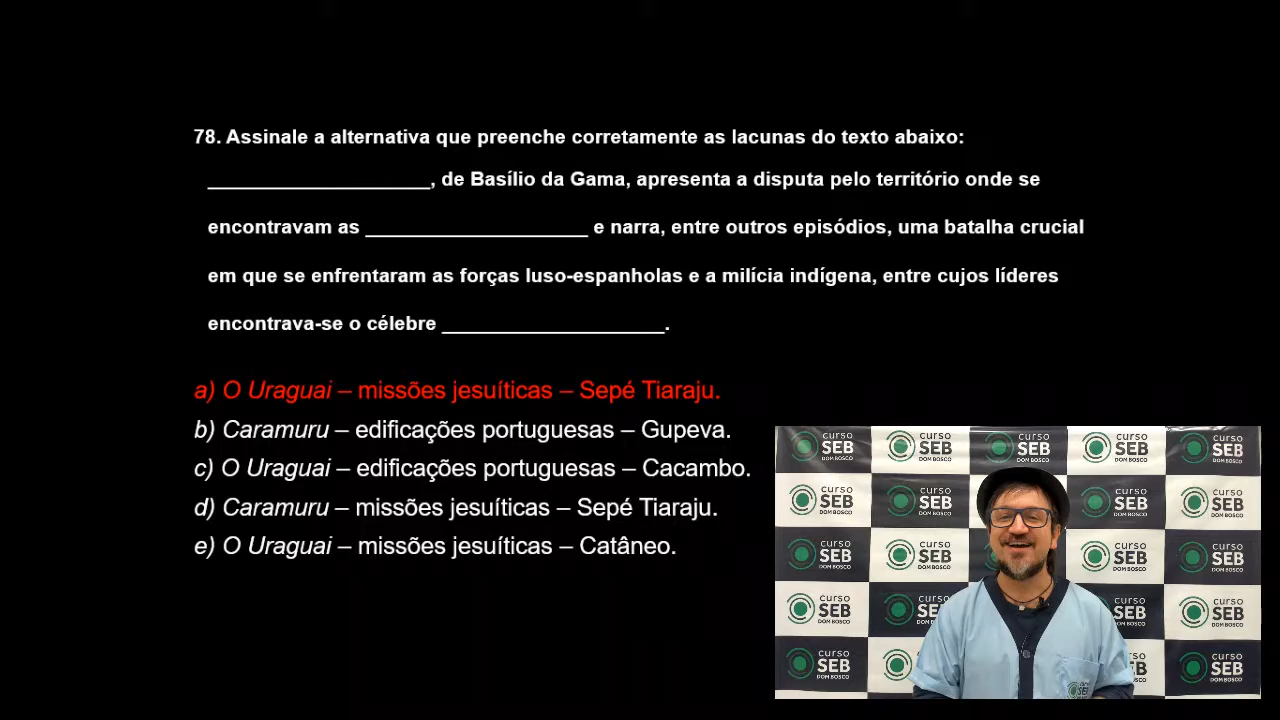 78. Assinale a alternativa que preenche corretamente as lacunas do texto abaixo:
____________________, de Basílio da Gama, apresenta a disputa pelo território onde se
encontravam as ____________________ e narra, entre outros episódios, uma batalha crucial
em que se enfrentaram as forças luso-espanholas e a milícia indígena, entre cujos líderes
encontrava-se o célebre ____________________.
a) O Uraguai – missões jesuíticas – Sepé Tiaraju.
b) Caramuru – edificações portuguesas – Gupeva.
c) O Uraguai – edificações portuguesas – Cacambo.
d) Caramuru – missões jesuíticas – Sepé Tiaraju.
e) O Uraguai – missões jesuíticas – Catâneo.
curso
SEB
DOM BOSCO